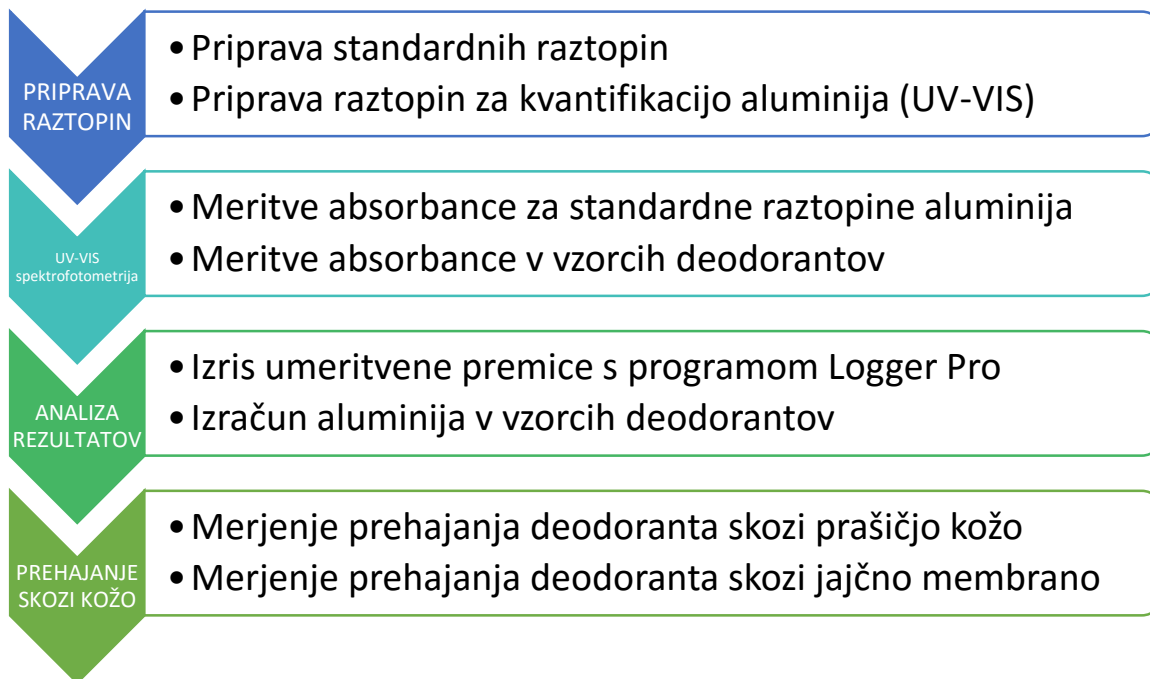 PRIPRAVA
RAZTOPIN
• Priprava standardnih raztopin
• Priprava raztopin za kvantifikacijo aluminija (UV-VIS)
UV-VIS
spektrofotometrija
• Meritve absorbance za standardne raztopine aluminija
• Meritve absorbance v vzorcih deodorantov
ANALIZA
REZULTATOV
• Izris umeritvene premice s programom Logger Pro
• Izračun aluminija v vzorcih deodorantov
PREHAJANJE
SKOZI KOŽO
• Merjenje prehajanja deodoranta skozi prašičjo kožo
• Merjenje prehajanja deodoranta skozi jajčno membrano